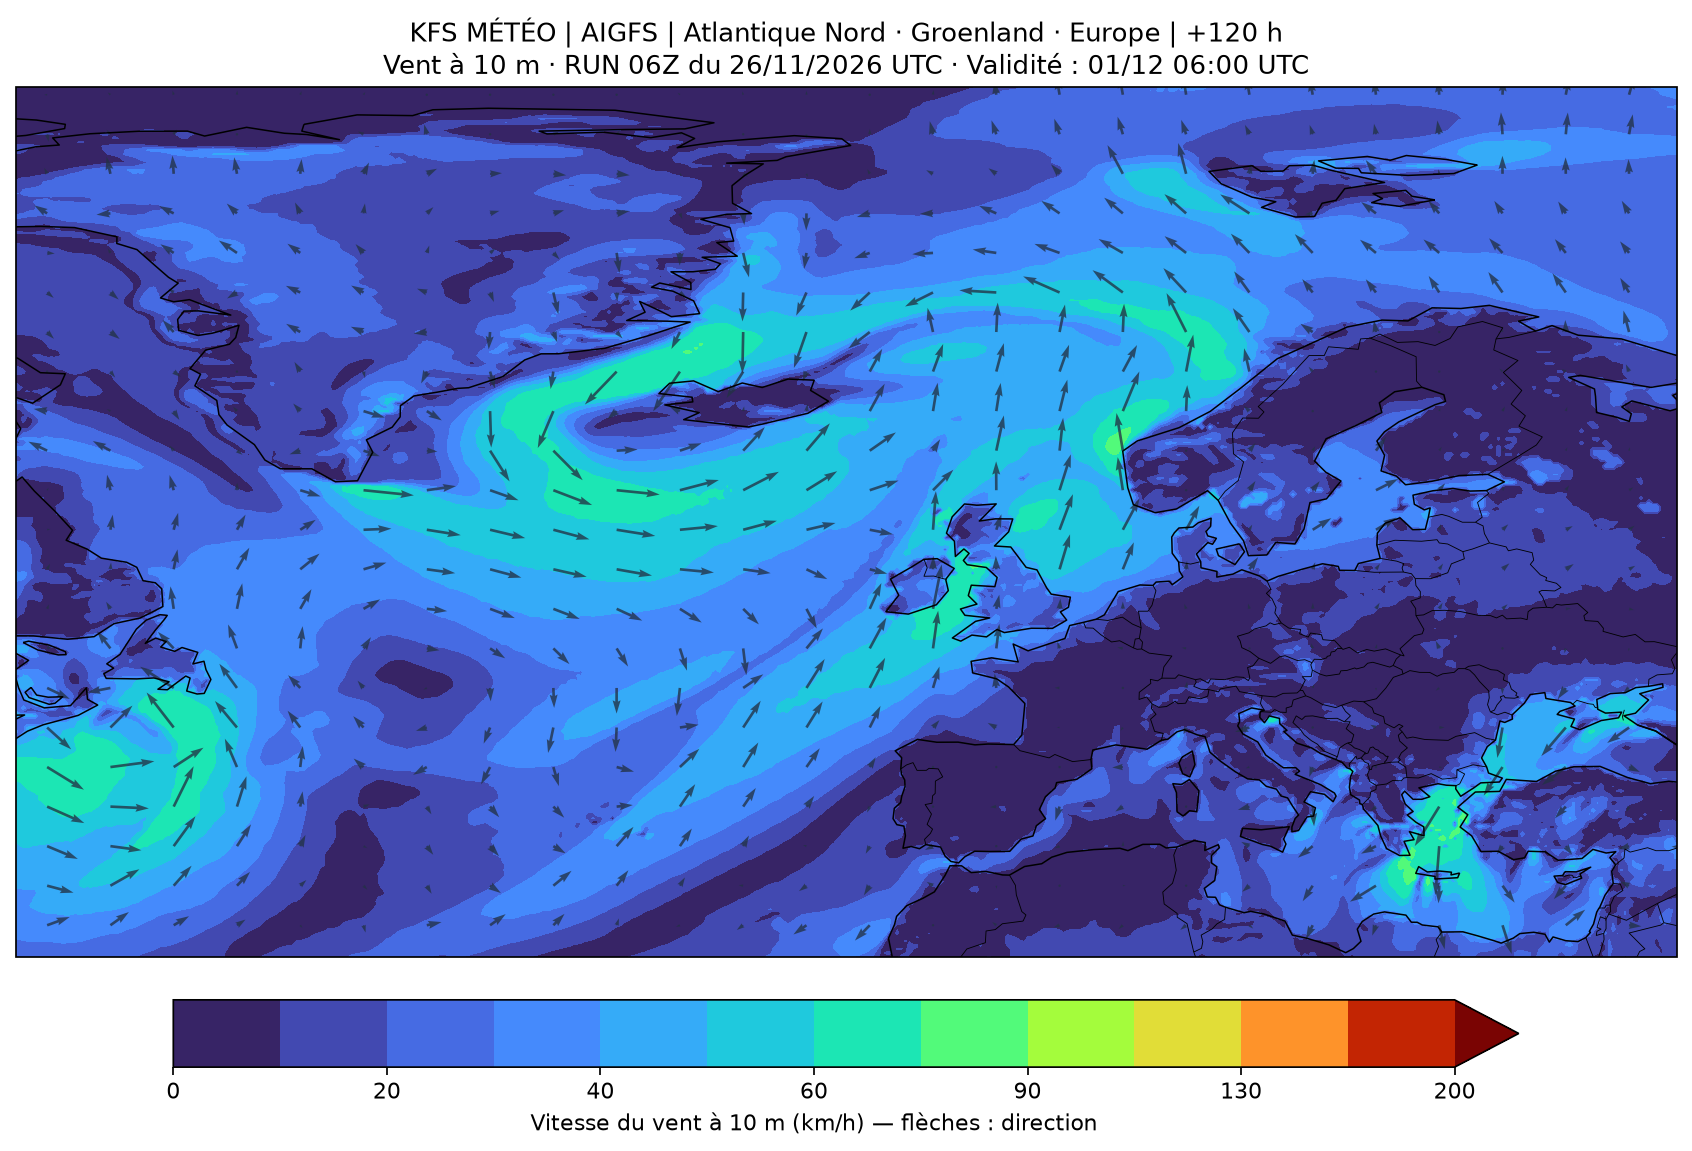 KFS MÉTÉO | AIGFS | Atlantique Nord · Groenland · Europe | +120 h
Vent à 10 m · RUN 06Z du 26/11/2026 UTC · Validité : 01/12 06:00 UTC
0 20 40 60 90 130 200
Vitesse du vent à 10 m (km/h) — flèches : direction